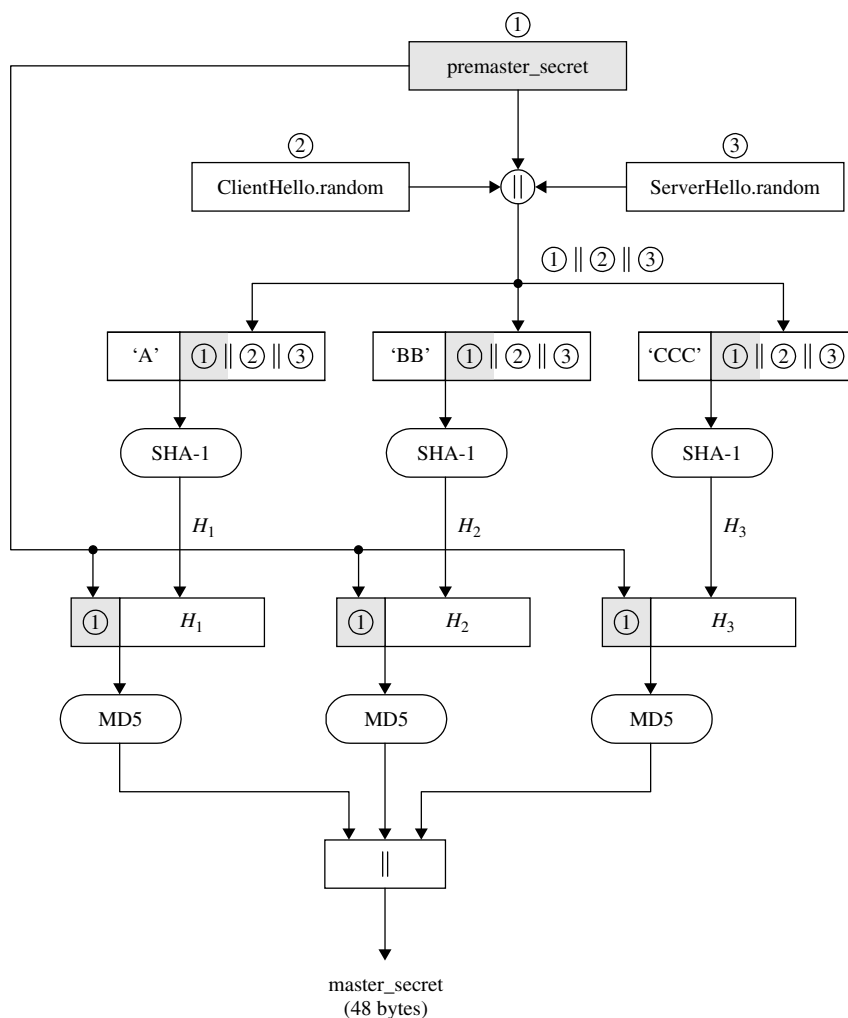 ①
premaster_secret
②
③
ClientHello.random
||
ServerHello.random
① || ② || ③
‘A’ ① || ② || ③
‘BB’ ① || ② || ③
‘CCC’ ① || ② || ③
SHA-1
SHA-1
SHA-1
H₁
H₂
H₃
① H₁
① H₂
① H₃
MD5
MD5
MD5
||
master_secret
(48 bytes)